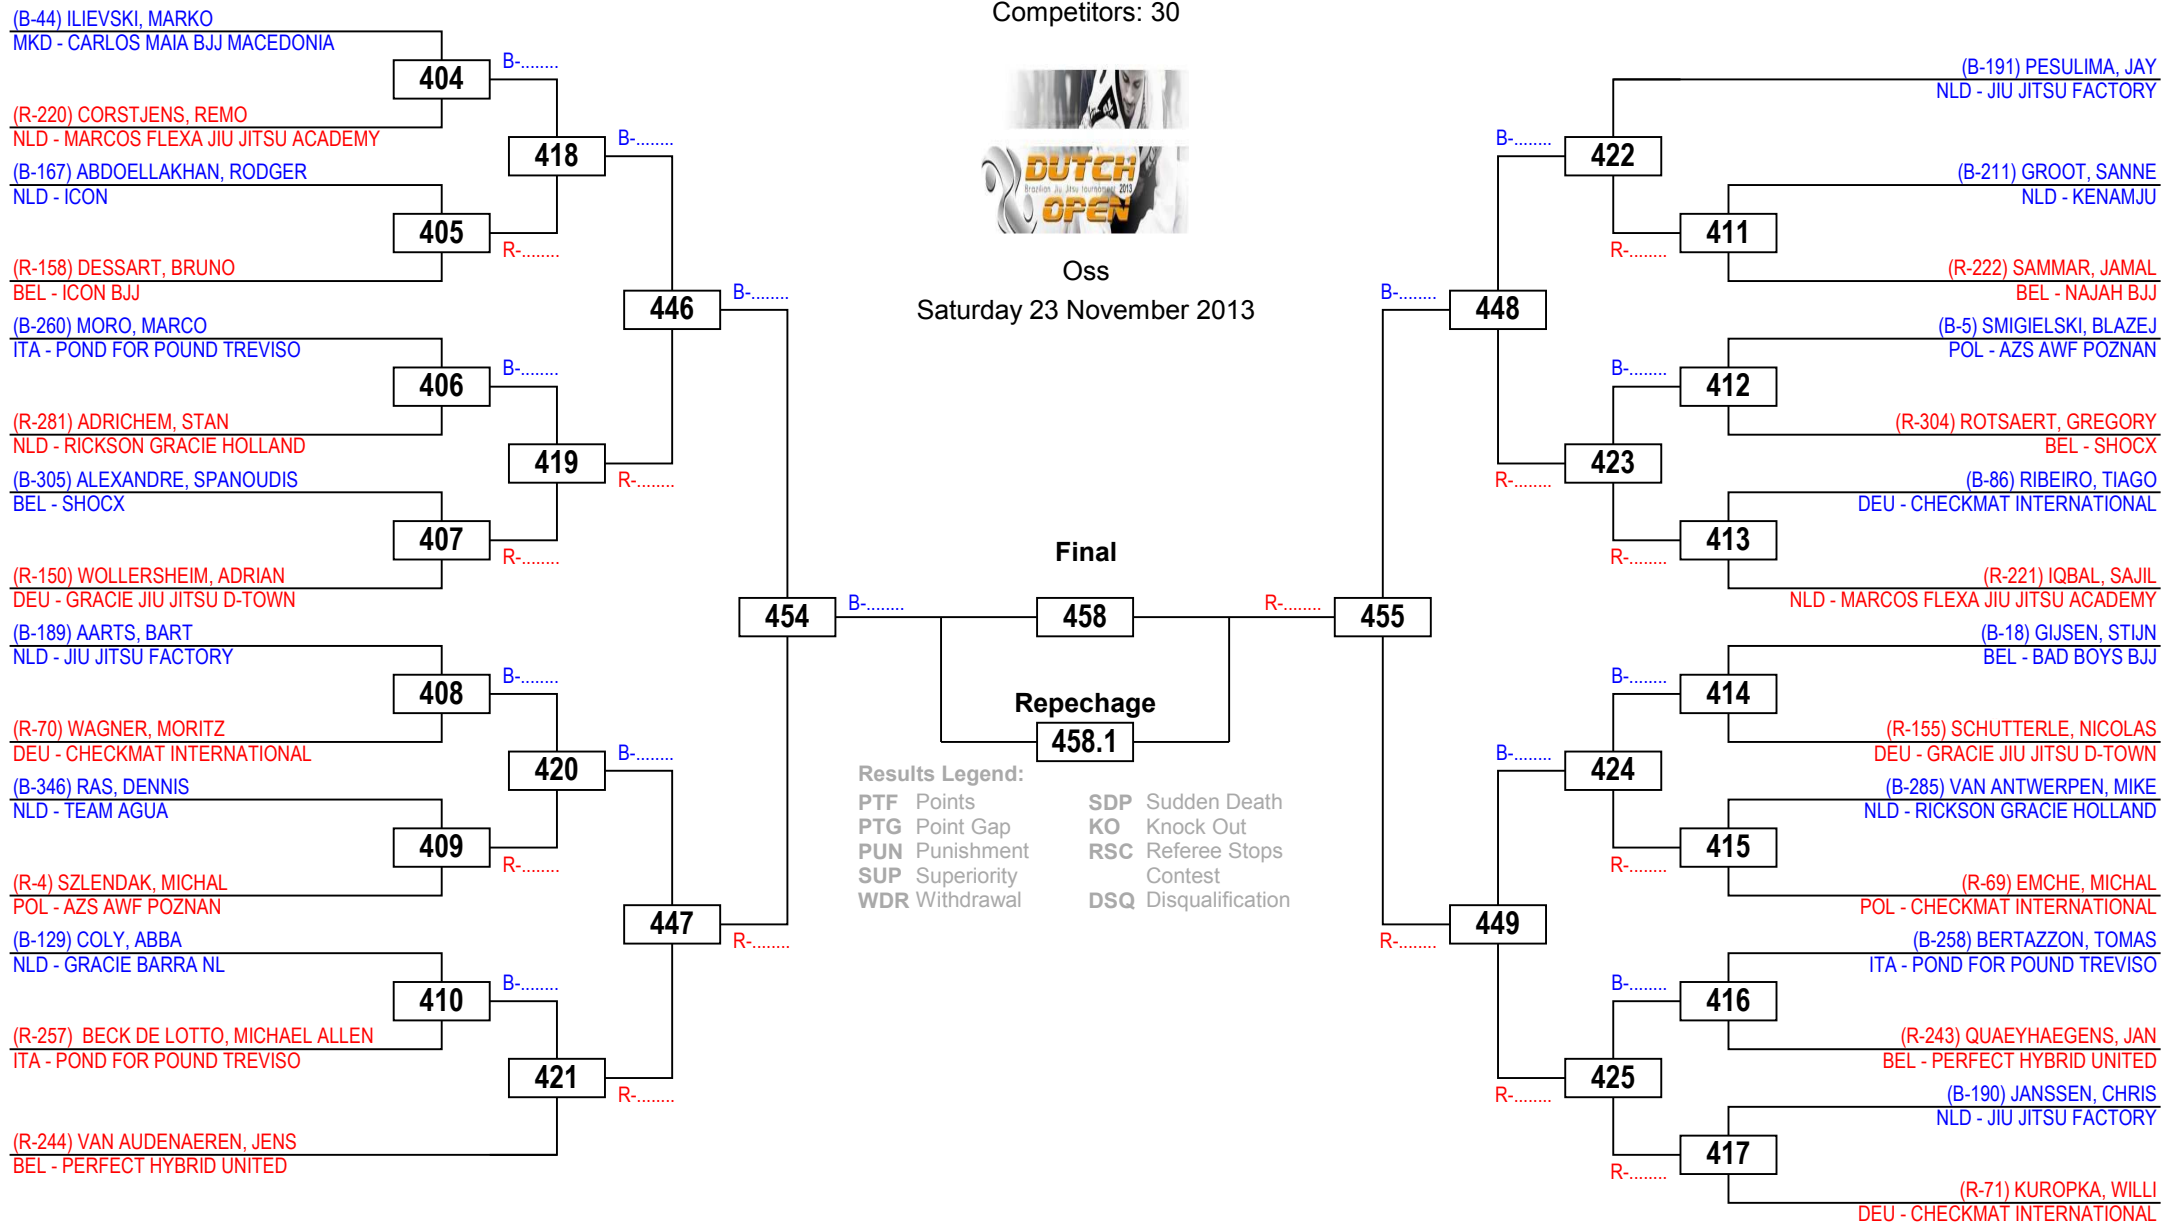 Competitors: 30
DUTCH
Brazilian Jiu Jitsu tournament 2013
OPEN
Oss
Saturday 23 November 2013
(B-44) ILIEVSKI, MARKO
MKD - CARLOS MAIA BJJ MACEDONIA
404
(R-220) CORSTJENS, REMO
NLD - MARCOS FLEXA JIU JITSU ACADEMY
B-........
418
(B-167) ABDOELLAKHAN, RODGER
NLD - ICON
405
(R-158) DESSART, BRUNO
BEL - ICON BJJ
R-........
B-........
446
(B-260) MORO, MARCO
ITA - POND FOR POUND TREVISO
406
(R-281) ADRICHEM, STAN
NLD - RICKSON GRACIE HOLLAND
B-........
419
(B-305) ALEXANDRE, SPANOUDIS
BEL - SHOCX
407
(R-150) WOLLERSHEIM, ADRIAN
DEU - GRACIE JIU JITSU D-TOWN
R-........
R-........
B-........
454
(B-189) AARTS, BART
NLD - JIU JITSU FACTORY
408
(R-70) WAGNER, MORITZ
DEU - CHECKMAT INTERNATIONAL
B-........
420
(B-346) RAS, DENNIS
NLD - TEAM AGUA
409
(R-4) SZLENDAK, MICHAL
POL - AZS AWF POZNAN
R-........
B-........
447
(B-129) COLY, ABBA
NLD - GRACIE BARRA NL
410
(R-257) BECK DE LOTTO, MICHAEL ALLEN
ITA - POND FOR POUND TREVISO
B-........
421
(R-244) VAN AUDENAEREN, JENS
BEL - PERFECT HYBRID UNITED
R-........
R-........
B-........
Final
458
R-........
Repechage
458.1
Results Legend:
PTF Points
PTG Point Gap
PUN Punishment
SUP Superiority
WDR Withdrawal
SDP Sudden Death
KO Knock Out
RSC Referee Stops
Contest
DSQ Disqualification
(B-191) PESULIMA, JAY
NLD - JIU JITSU FACTORY
B-........
422
(B-211) GROOT, SANNE
NLD - KENAMJU
R-........
411
(R-222) SAMMAR, JAMAL
BEL - NAJAH BJJ
B-........
448
(B-5) SMIGIELSKI, BLAZEJ
POL - AZS AWF POZNAN
B-........
412
(R-304) ROTSAERT, GREGORY
BEL - SHOCX
R-........
423
(B-86) RIBEIRO, TIAGO
DEU - CHECKMAT INTERNATIONAL
R-........
413
(R-221) IQBAL, SAJIL
NLD - MARCOS FLEXA JIU JITSU ACADEMY
455
(B-18) GIJSEN, STIJN
BEL - BAD BOYS BJJ
B-........
414
(R-155) SCHUTTERLE, NICOLAS
DEU - GRACIE JIU JITSU D-TOWN
B-........
424
(B-285) VAN ANTWERPEN, MIKE
NLD - RICKSON GRACIE HOLLAND
R-........
415
(R-69) EMCHE, MICHAL
POL - CHECKMAT INTERNATIONAL
R-........
449
(B-258) BERTAZZON, TOMAS
ITA - POND FOR POUND TREVISO
B-........
416
(R-243) QUAEYHAEGENS, JAN
BEL - PERFECT HYBRID UNITED
R-........
425
(B-190) JANSSEN, CHRIS
NLD - JIU JITSU FACTORY
R-........
417
(R-71) KUROPKA, WILLI
DEU - CHECKMAT INTERNATIONAL